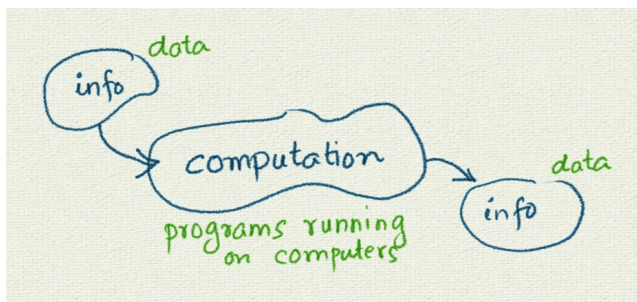 data
info
computation
data
info
programs running
on computers